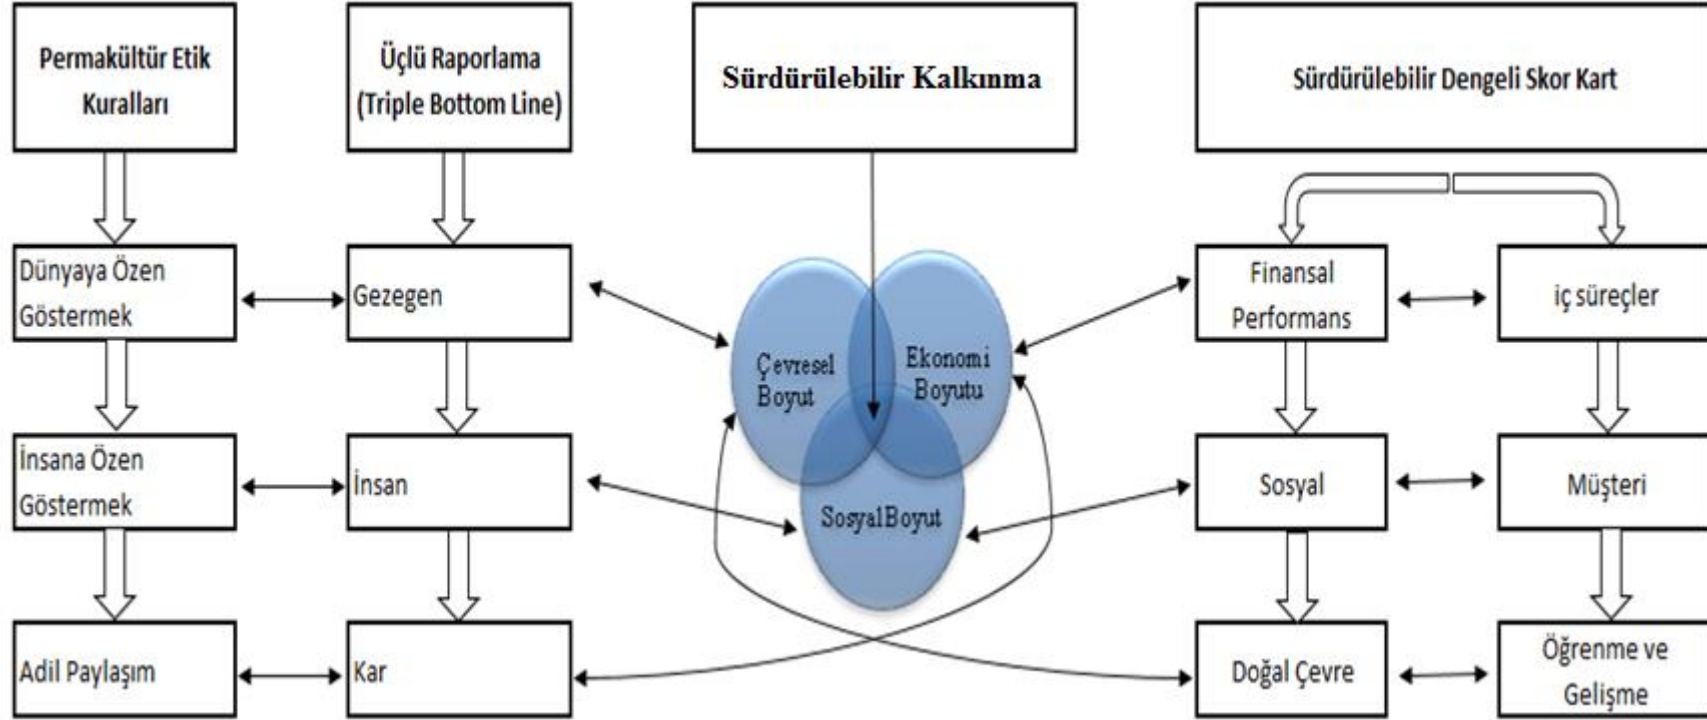 Permakültür Etik
Kuralları
Üçlü Raporlama
(Triple Bottom Line)
Sürdürülebilir Kalkınma
Sürdürülebilir Dengeli Skor Kart
Dünyaya Özen
Göstermek
Gezegen
Çevresel
Boyut
Ekonomi
Boyutu
Finansal
Performans
iç süreçler
İnsana Özen
Göstermek
İnsan
SosyalBoyut
Sosyal
Müşteri
Adil Paylaşım
Kar
Doğal Çevre
Öğrenme ve
Gelişme